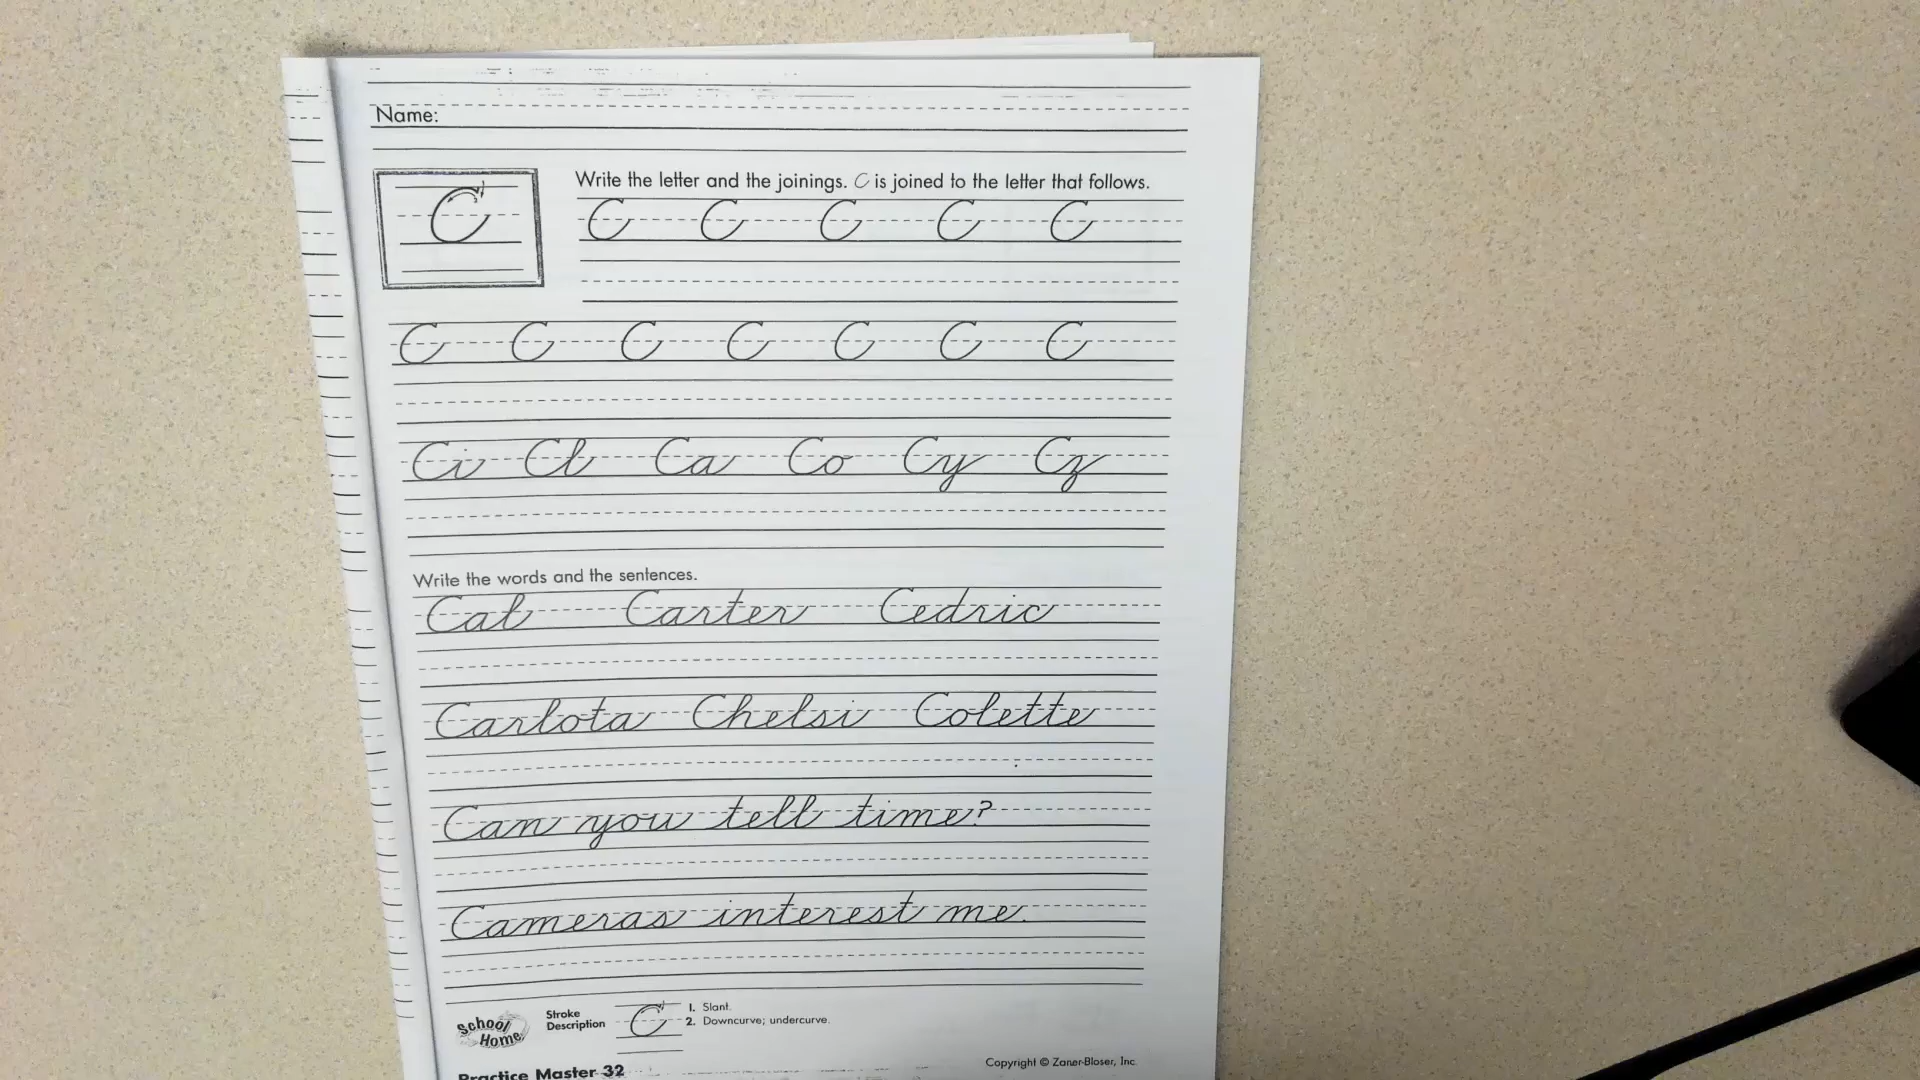 Name:
C
Write the letter and the joinings. C is joined to the letter that follows.
C C C C C
C C C C C C C
Ci Cl Ca Co Cy Cz
Write the words and the sentences.
Cal Carter Cedric
Carlota Chelsi Colette
Can you tell time?
Cameras interest me.
School Home
Stroke Description
C
1. Slant.
2. Downcurve; undercurve.
Copyright © Zaner-Bloser, Inc.
Practice Master 32